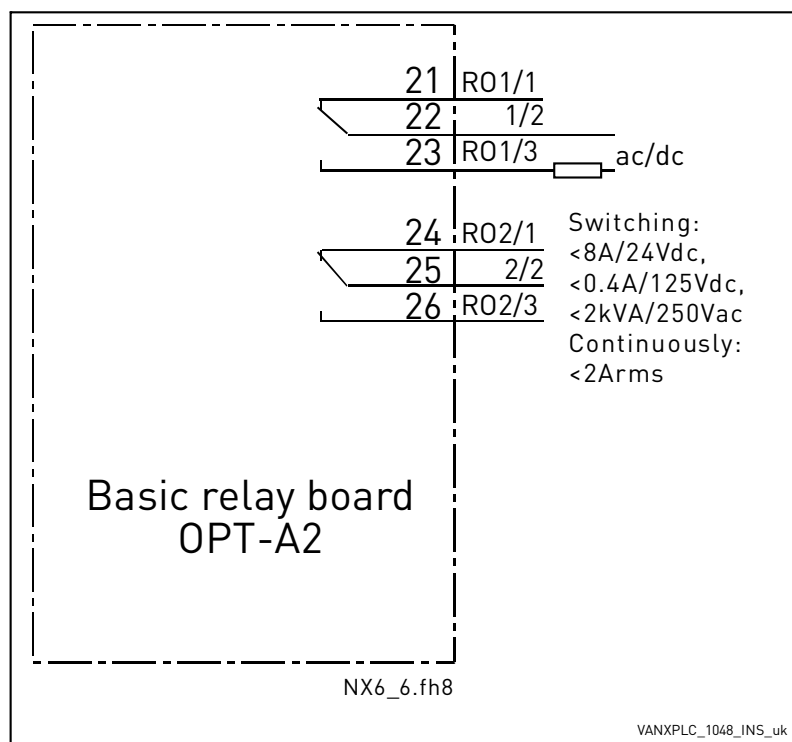 21 RO1/1
22 1/2
23 RO1/3 ac/dc
24 RO2/1
25 2/2
26 RO2/3
Switching:
<8A/24Vdc,
<0.4A/125Vdc,
<2kVA/250Vac
Continuously:
<2Arms
Basic relay board
OPT-A2
NX6_6.fh8
VANXPLC_1048_INS_uk